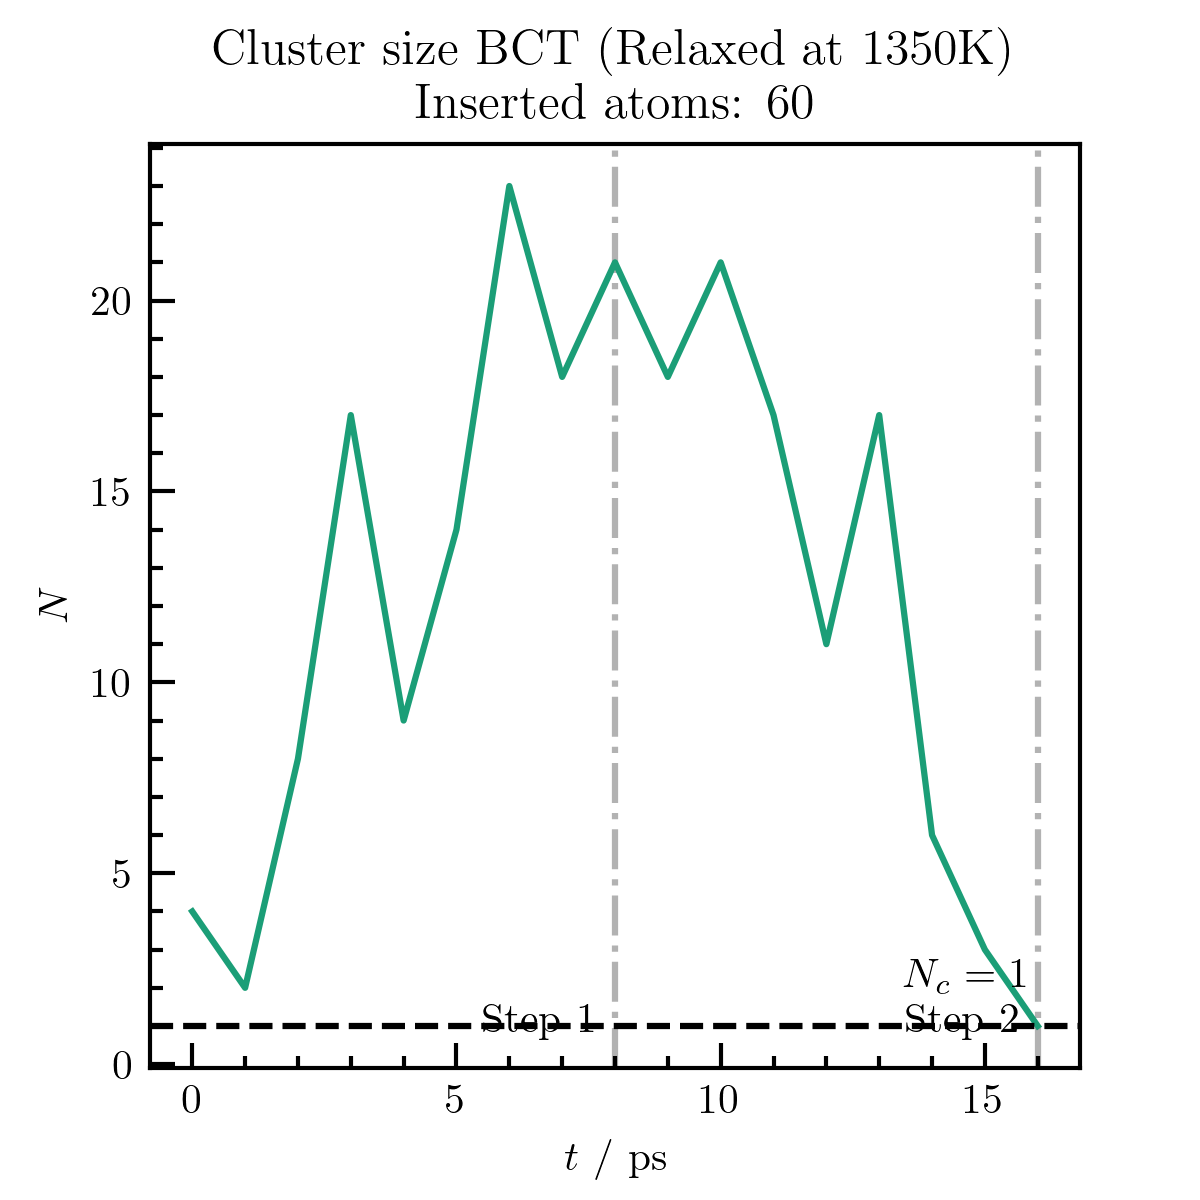 Cluster size BCT (Relaxed at 1350K)
Inserted atoms: 60
20
15
10
5
0
N
N_c = 1
Step 1
Step 2
0
5
10
15
t / ps